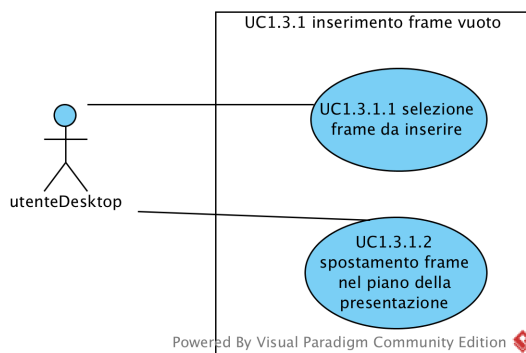 UC1.3.1 inserimento frame vuoto
UC1.3.1.1 selezione
frame da inserire
utenteDesktop
UC1.3.1.2
spostamento frame
nel piano della
presentazione
Powered By Visual Paradigm Community Edition